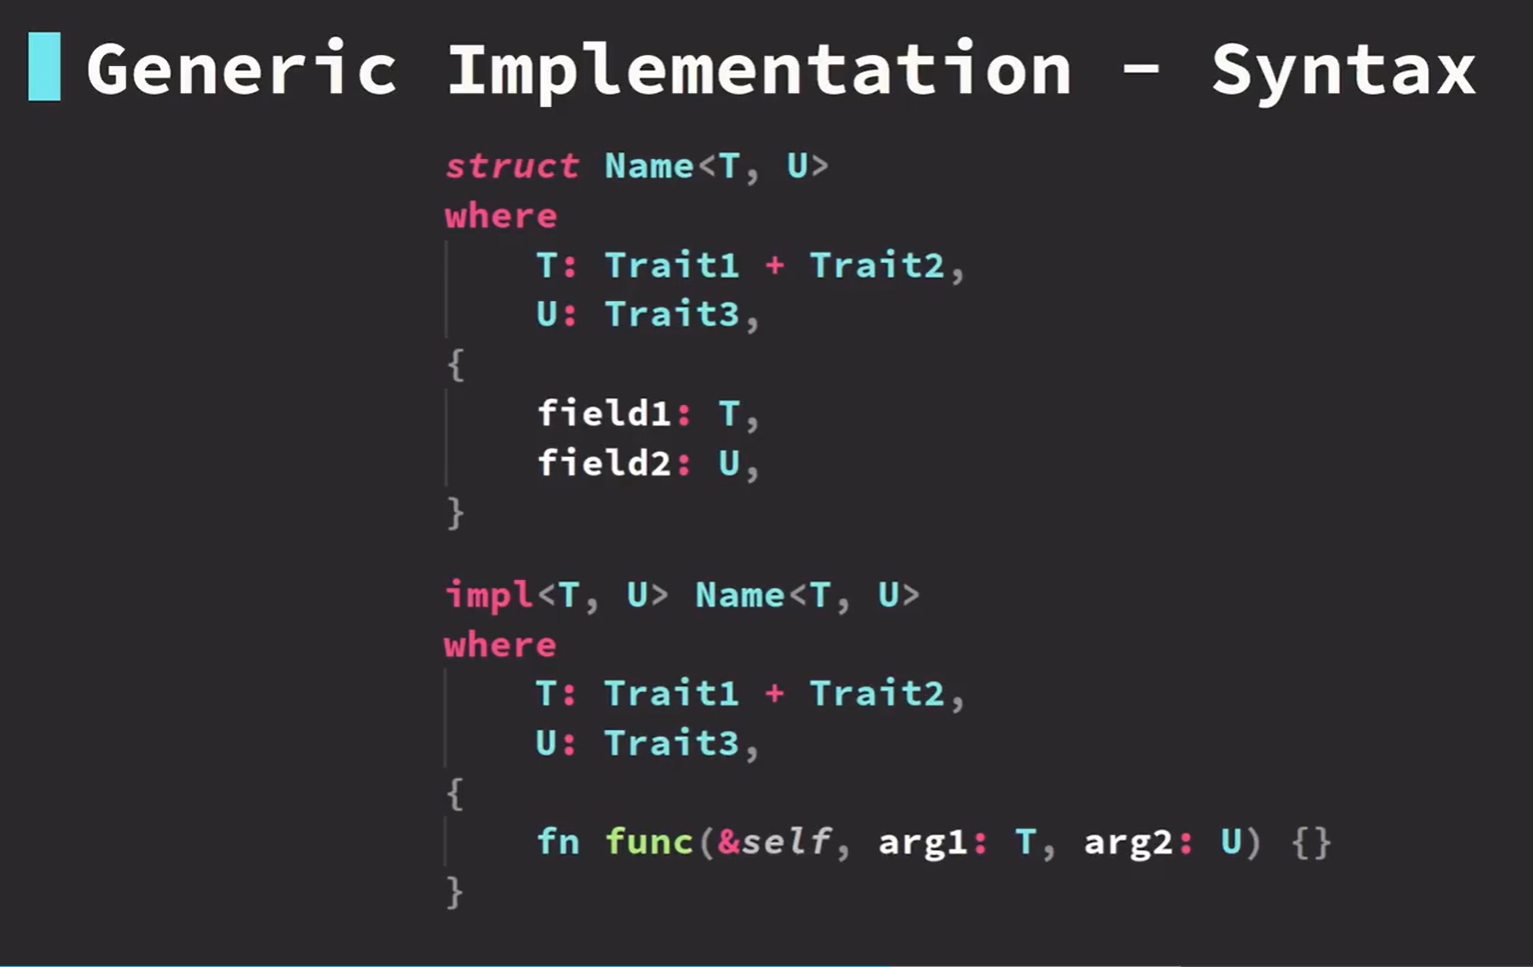 Generic Implementation - Syntax
struct Name<T, U>
where
    T: Trait1 + Trait2,
    U: Trait3,
{
    field1: T,
    field2: U,
}
impl<T, U> Name<T, U>
where
    T: Trait1 + Trait2,
    U: Trait3,
{
    fn func(&self, arg1: T, arg2: U) {}
}